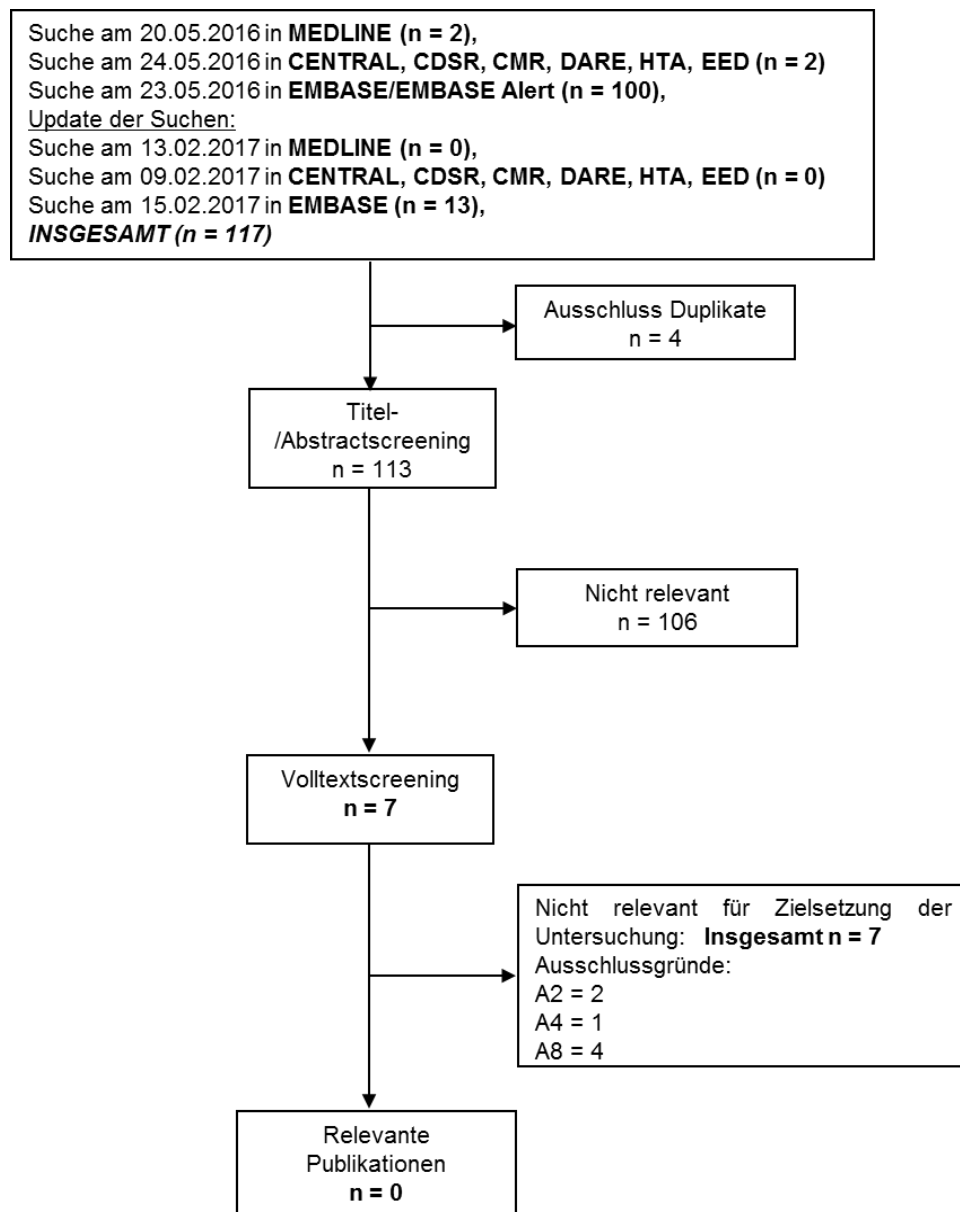 Suche am 20.05.2016 in MEDLINE (n = 2),
Suche am 24.05.2016 in CENTRAL, CDSR, CMR, DARE, HTA, EED (n = 2)
Suche am 23.05.2016 in EMBASE/EMBASE Alert (n = 100),
Update der Suchen:
Suche am 13.02.2017 in MEDLINE (n = 0),
Suche am 09.02.2017 in CENTRAL, CDSR, CMR, DARE, HTA, EED (n = 0)
Suche am 15.02.2017 in EMBASE (n = 13),
INSGESAMT (n = 117)
Ausschluss Duplikate
n = 4
Titel-
/Abstractscreening
n = 113
Nicht relevant
n = 106
Volltextscreening
n = 7
Nicht relevant für Zielsetzung der
Untersuchung: Insgesamt n = 7
Ausschlussgründe:
A2 = 2
A4 = 1
A8 = 4
Relevante
Publikationen
n = 0